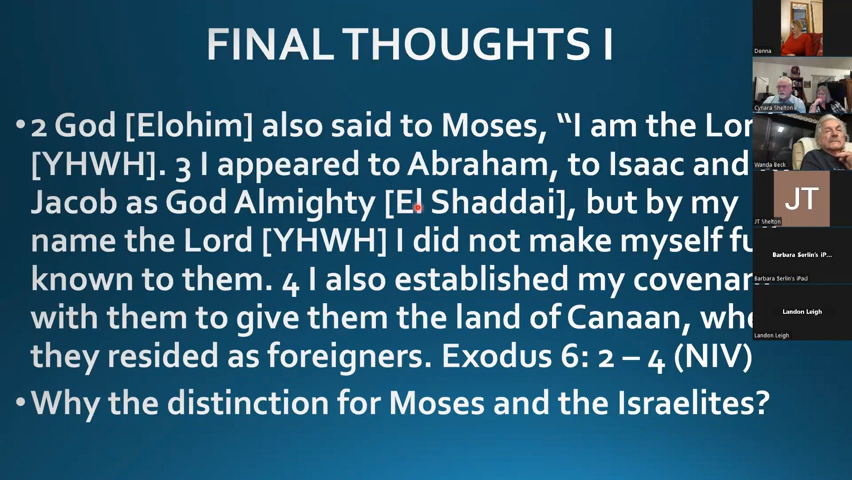 FINAL THOUGHTS I
• 2 God [Elohim] also said to Moses, “I am the Lor
[YHWH]. 3 I appeared to Abraham, to Isaac and
Jacob as God Almighty [El Shaddai], but by my
name the Lord [YHWH] I did not make myself fu
known to them. 4 I also established my covenan
with them to give them the land of Canaan, whe
they resided as foreigners. Exodus 6: 2 – 4 (NIV)
• Why the distinction for Moses and the Israelites?
Donna
Cynara Shelton
Wanda Beck
JT
JT Shelton
Barbara Serlin's iP...
Barbara Serlin's iPad
Landon Leigh
Landon Leigh